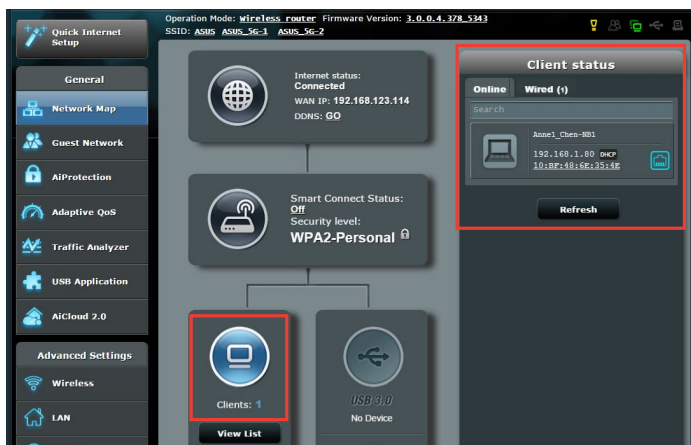 Quick Internet
Setup
Operation Mode: Wireless router Firmware Version: 3.0.0.4.378_5343
SSID: ASUS ASUS_5G-1 ASUS_5G-2
General
Network Map
Guest Network
AiProtection
Adaptive QoS
Traffic Analyzer
USB Application
AiCloud 2.0
Advanced Settings
Wireless
LAN
Internet status:
Connected
WAN IP: 192.168.123.114
DDNS: GO
Smart Connect Status:
Off
Security level:
WPA2-Personal
Clients: 1
View List
USB 3.0
No Device
Client status
Online Wired (1)
Search
Annel_Chen-NB1
192.168.1.80 DHCP
10:BF:48:6E:35:4E
Refresh